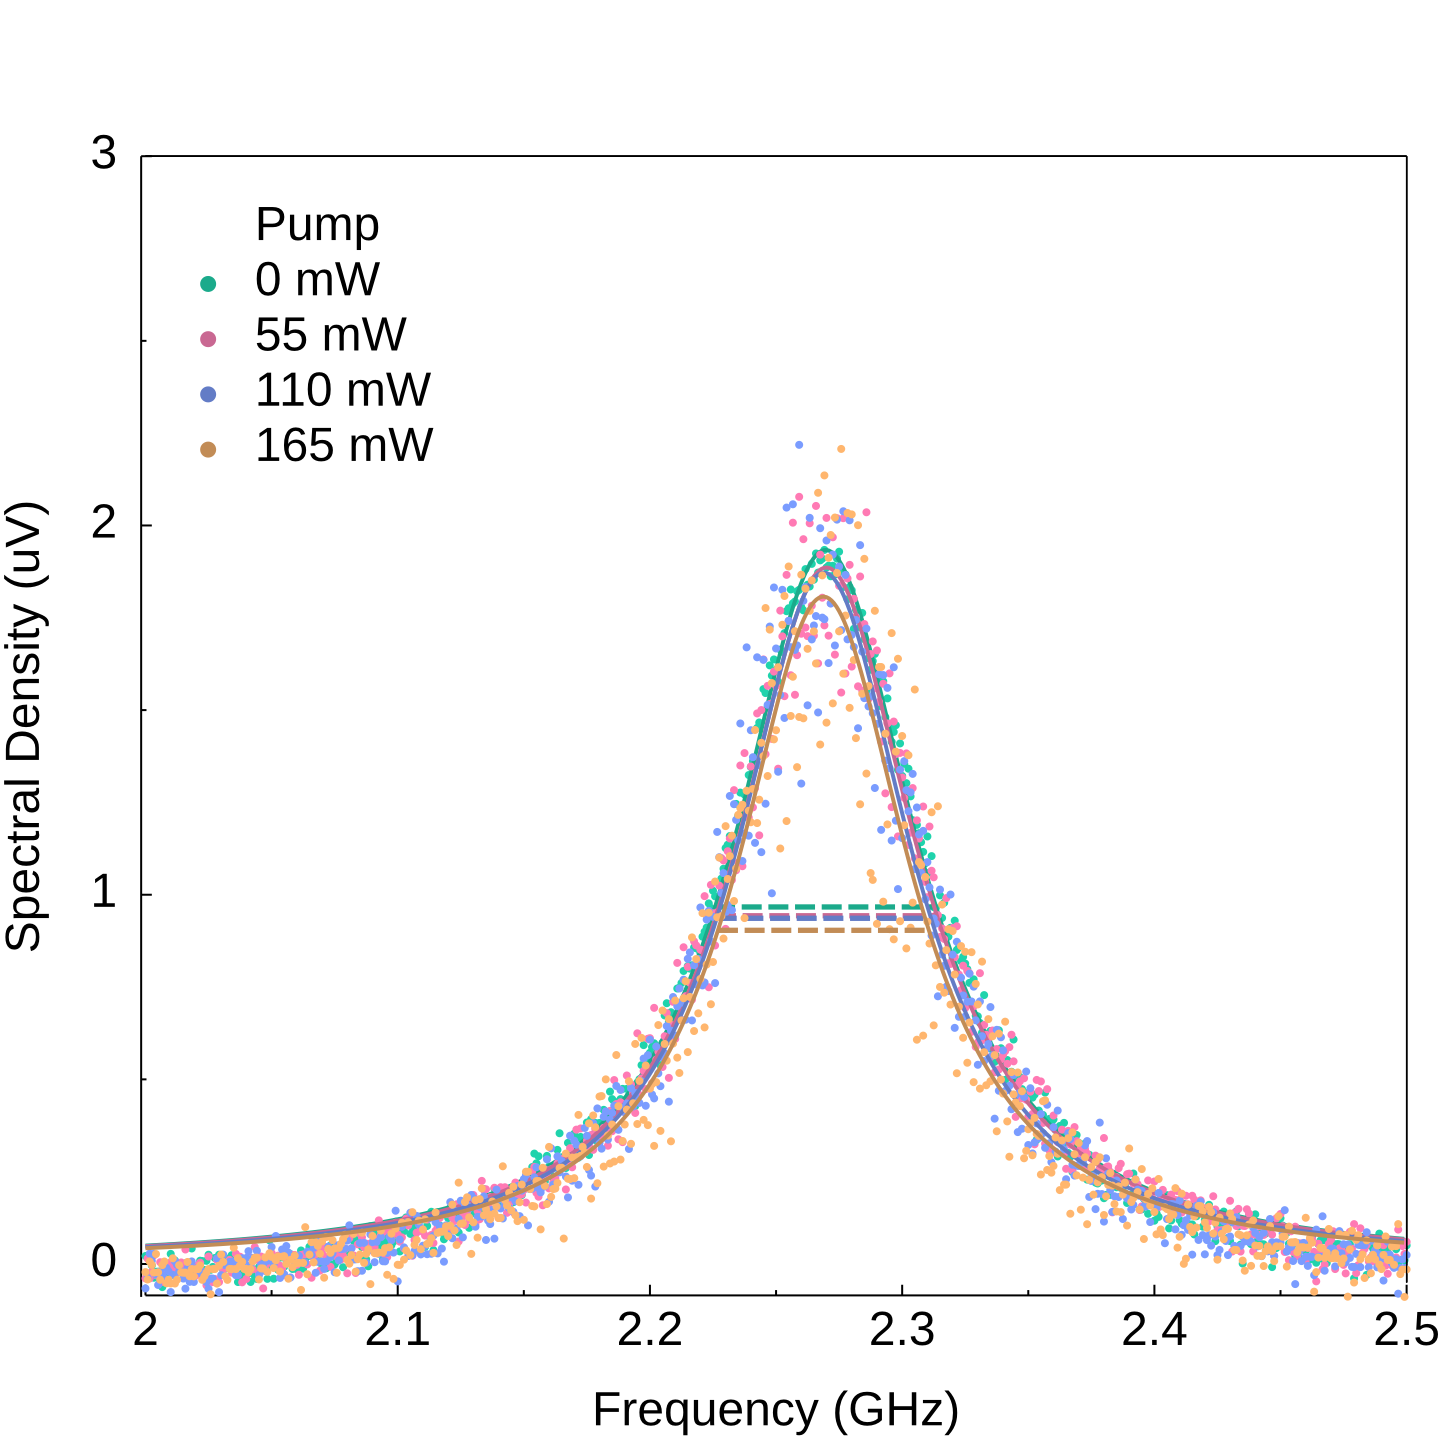 3
Pump
0 mW
55 mW
110 mW
165 mW
2
1
0
Spectral Density (uV)
2 2.1 2.2 2.3 2.4 2.5
Frequency (GHz)